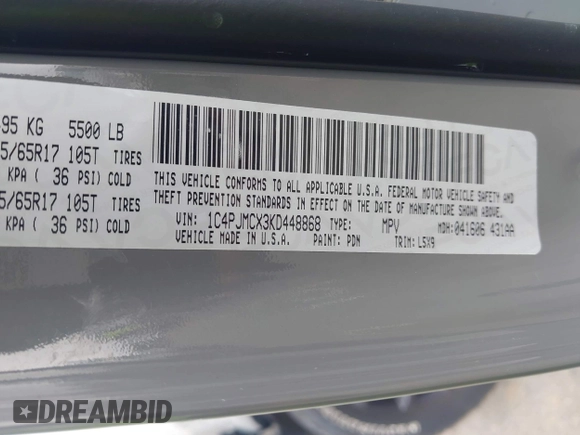 495 KG 5500 LB
5/65R17 105T TIRES
KPA ( 36 PSI) COLD
5/65R17 105T TIRES
KPA ( 36 PSI) COLD
THIS VEHICLE CONFORMS TO ALL APPLICABLE U.S.A. FEDERAL MOTOR VEHICLE SAFETY AND
THEFT PREVENTION STANDARDS IN EFFECT ON THE DATE OF MANUFACTURE SHOWN ABOVE.
VIN: 1C4PJMCX3KD448868 TYPE: MPV MDH: 041606 431AA
VEHICLE MADE IN U.S.A. PAINT: PDN TRIM: L5X9
DREAMBID